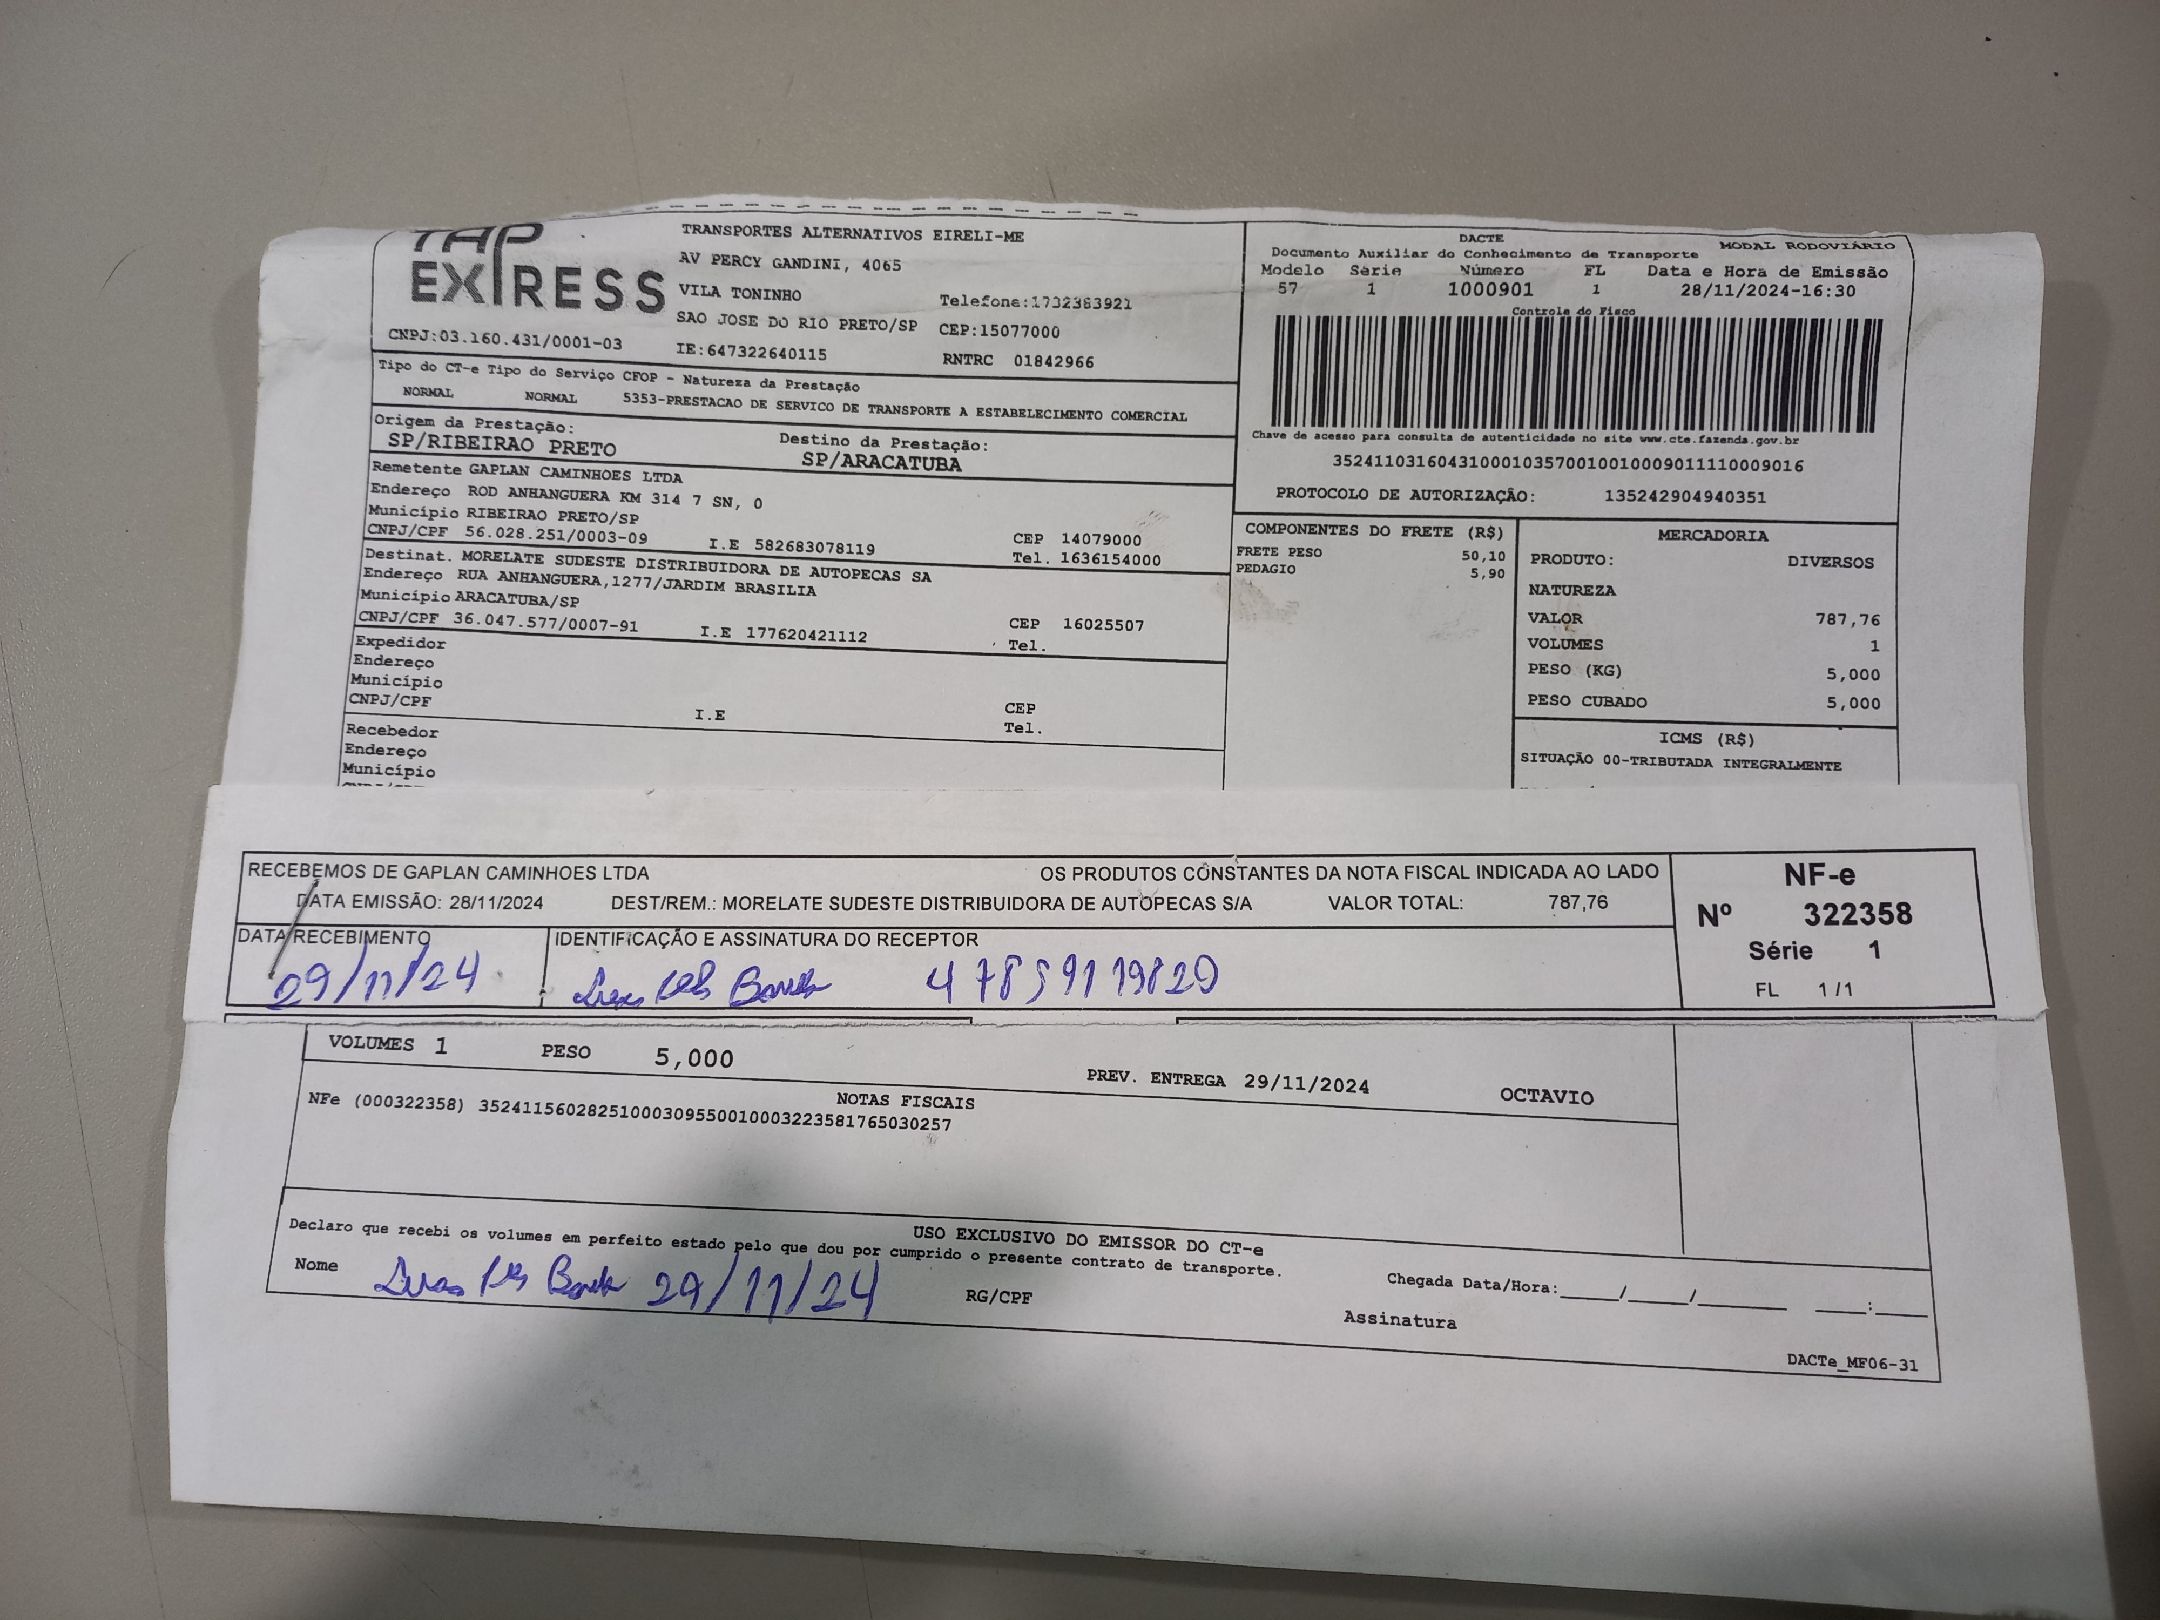 TAP
EXPRESS
CNPJ:03.160.431/0001-03
TRANSPORTES ALTERNATIVOS EIRELI-ME
AV PERCY GANDINI, 4065
VILA TONINHO
Telefone:1732383921
SAO JOSE DO RIO PRETO/SP CEP:15077000
IE:647322640115 RNTRC 01842966
DACTE MODAL RODOVIÁRIO
Documento Auxiliar do Conhecimento de Transporte
Modelo Serie Número FL Data e Hora de Emissão
57 1 1000901 1 28/11/2024-16:30
Controle do Fisco
Chave de acesso para consulta de autenticidade no site www.cte.fazenda.gov.br
35241103160431000103570010010009011110009016
PROTOCOLO DE AUTORIZAÇÃO: 135242904940351
Tipo do CT-e Tipo do Serviço CFOP - Natureza da Prestação
NORMAL NORMAL 5353-PRESTACAO DE SERVICO DE TRANSPORTE A ESTABELECIMENTO COMERCIAL
Origem da Prestação: Destino da Prestação:
SP/RIBEIRAO PRETO SP/ARACATUBA
Remetente GAPLAN CAMINHOES LTDA
Endereço ROD ANHANGUERA KM 314 7 SN, 0
Município RIBEIRAO PRETO/SP CEP 14079000
CNPJ/CPF 56.028.251/0003-09 I.E 582683078119 Tel. 1636154000
Destinat. MORELATE SUDESTE DISTRIBUIDORA DE AUTOPECAS SA
Endereço RUA ANHANGUERA,1277/JARDIM BRASILIA
Município ARACATUBA/SP CEP 16025507
CNPJ/CPF 36.047.577/0007-91 I.E 177620421112 Tel.
Expedidor
Endereço
Município CEP
CNPJ/CPF I.E Tel.
Recebedor
Endereço
Município
COMPONENTES DO FRETE (R$)
FRETE PESO 50,10
PEDAGIO 5,90
MERCADORIA
PRODUTO: DIVERSOS
NATUREZA
VALOR 787,76
VOLUMES 1
PESO (KG) 5,000
PESO CUBADO 5,000
ICMS (R$)
SITUAÇÃO 00-TRIBUTADA INTEGRALMENTE
RECEBEMOS DE GAPLAN CAMINHOES LTDA OS PRODUTOS CONSTANTES DA NOTA FISCAL INDICADA AO LADO
DATA EMISSÃO: 28/11/2024 DEST/REM.: MORELATE SUDESTE DISTRIBUIDORA DE AUTOPECAS S/A VALOR TOTAL: 787,76
DATA RECEBIMENTO IDENTIFICAÇÃO E ASSINATURA DO RECEPTOR
29/11/24 47859119829
NF-e
Nº 322358
Série 1
FL 1/1
VOLUMES 1 PESO 5,000 PREV. ENTREGA 29/11/2024 OCTAVIO
NOTAS FISCAIS
NFe (000322358) 35241156028251000309550010003223581765030257
USO EXCLUSIVO DO EMISSOR DO CT-e
Declaro que recebi os volumes em perfeito estado pelo que dou por cumprido o presente contrato de transporte.
Nome Lucas 29/11/24 RG/CPF
Chegada Data/Hora:____/____/______ ___:___
Assinatura
DACTe_MF06-31